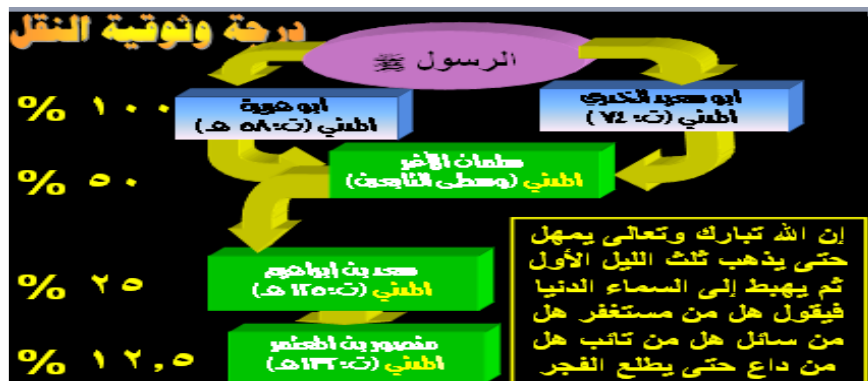 درجة وثوقية النقل
الرسول ﷺ
أبو سعيد الخدري
المدني (ت: ٧٤ )
أبو هريرة
المدني (ت: ٥٨ هـ)
% ١٠٠
سلمان الأغر
المدني (وسطى التابعين)
% ٥٠
سعد بن ابراهيم
المدني (ت: ١٢٥ هـ)
% ٢٥
منصور بن المعتمر
المدني (ت: ١٣٢هـ)
% ١٢,٥
إن الله تبارك وتعالى يمهل
حتى يذهب ثلث الليل الأول
ثم يهبط إلى السماء الدنيا
فيقول هل من مستغفر هل
من سائل هل من تائب هل
من داع حتى يطلع الفجر